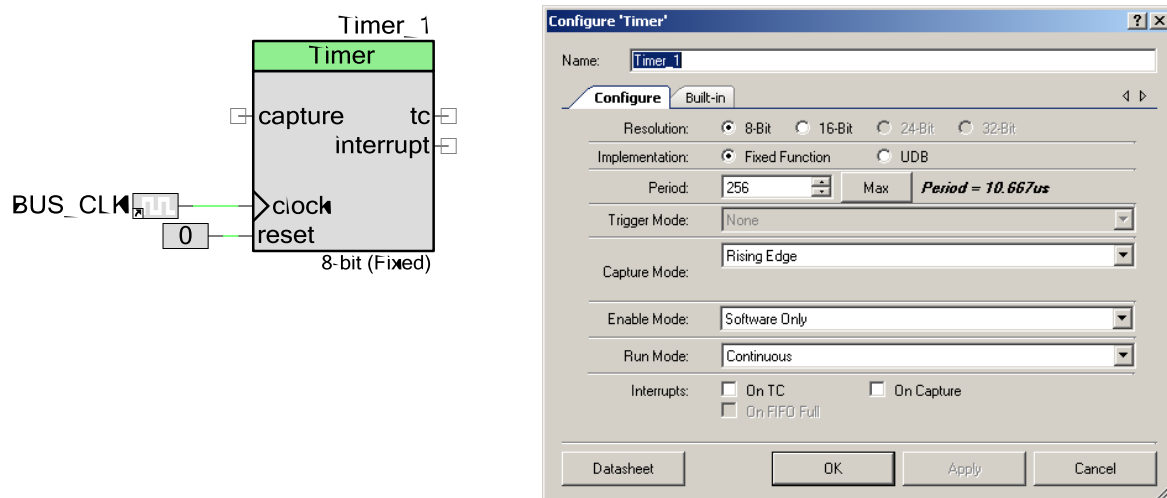 Timer_1
Timer
capture
tc
interrupt
BUS_CLK
clock
0
reset
8-bit (Fixed)
Configure 'Timer'
Name: Timer_1
Configure Built-in
Resolution: 8-Bit 16-Bit 24-Bit 32-Bit
Implementation: Fixed Function UDB
Period: 256 Max Period = 10.667us
Trigger Mode: None
Capture Mode: Rising Edge
Enable Mode: Software Only
Run Mode: Continuous
Interrupts: On TC On Capture
On FIFO Full
Datasheet OK Apply Cancel